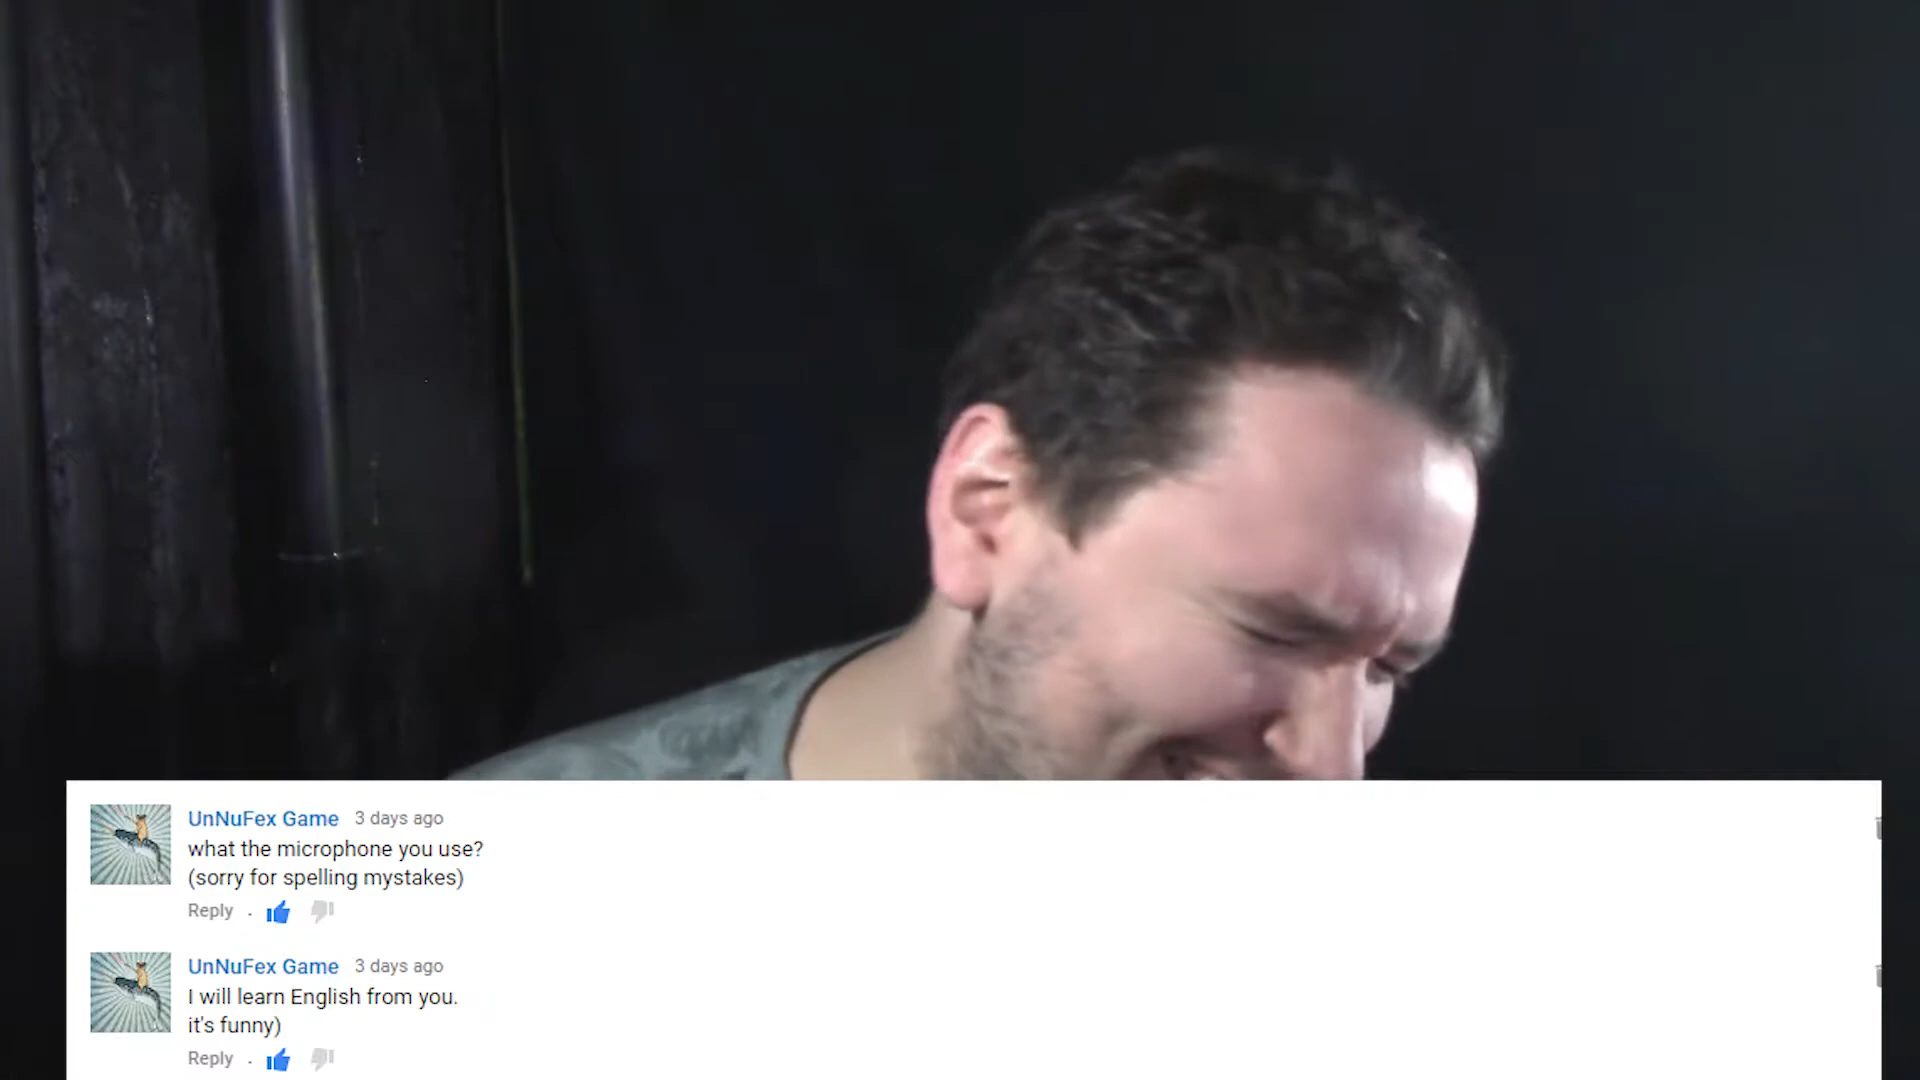 UnNuFex Game 3 days ago
what the microphone you use?
(sorry for spelling mystakes)
Reply .
UnNuFex Game 3 days ago
I will learn English from you.
it's funny)
Reply .